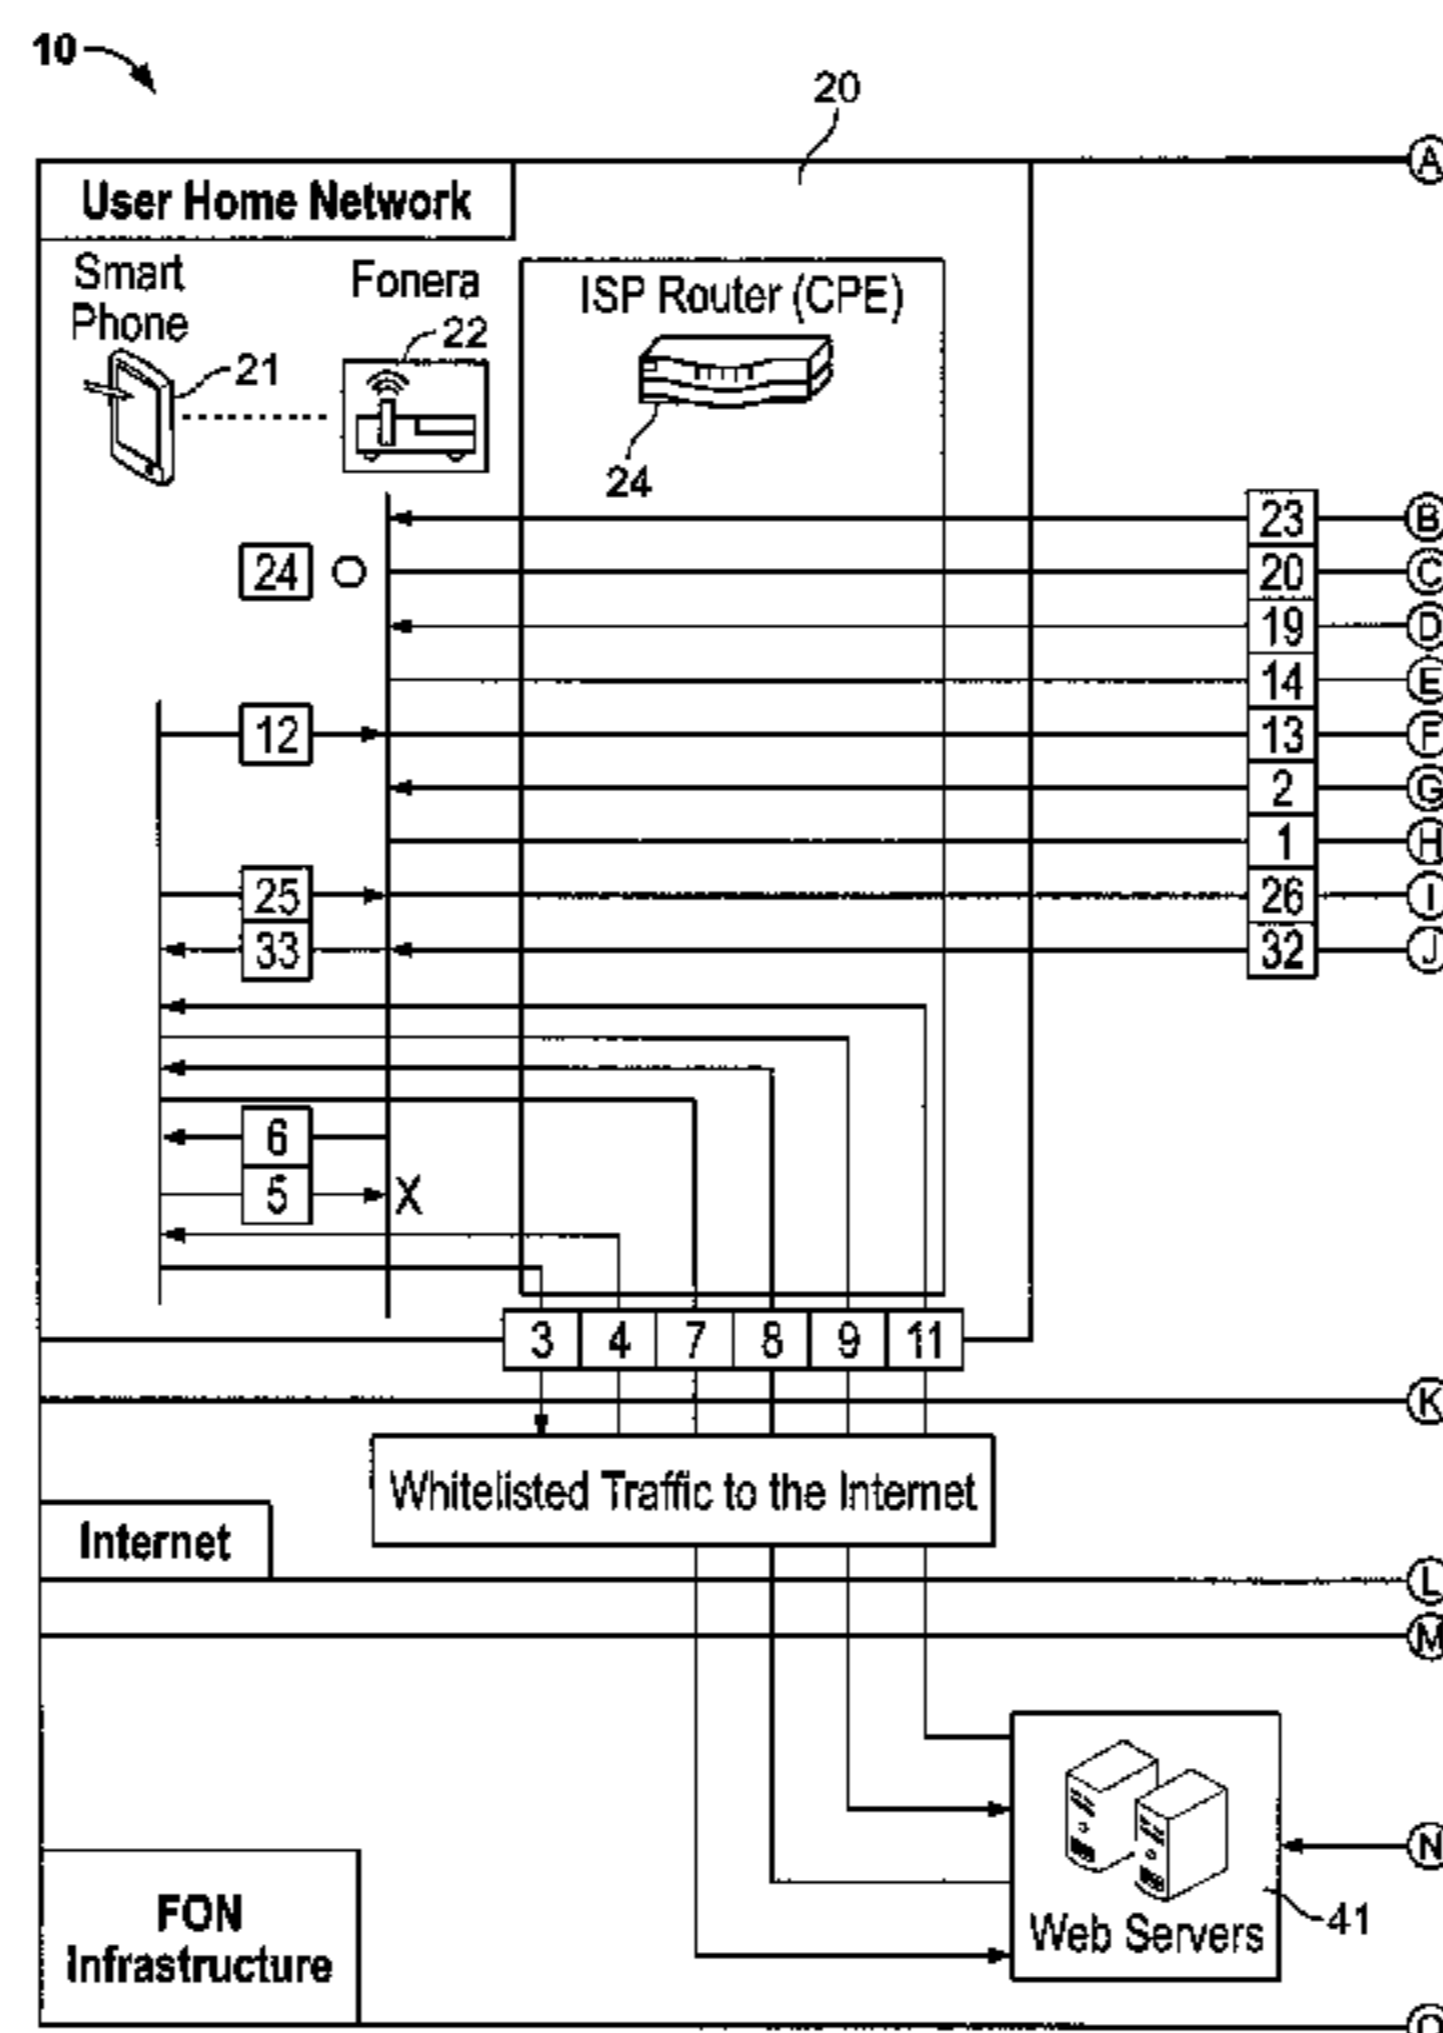 10
20
A
User Home Network
Smart
Phone
Fonera
ISP Router (CPE)
22
21
24
23
B
24
20
C
19
D
14
E
12
13
F
2
G
1
H
25
26
I
33
32
J
6
5
X
3
4
7
8
9
11
K
Whitelisted Traffic to the Internet
Internet
L
M
N
FON
Infrastructure
Web Servers
41
O